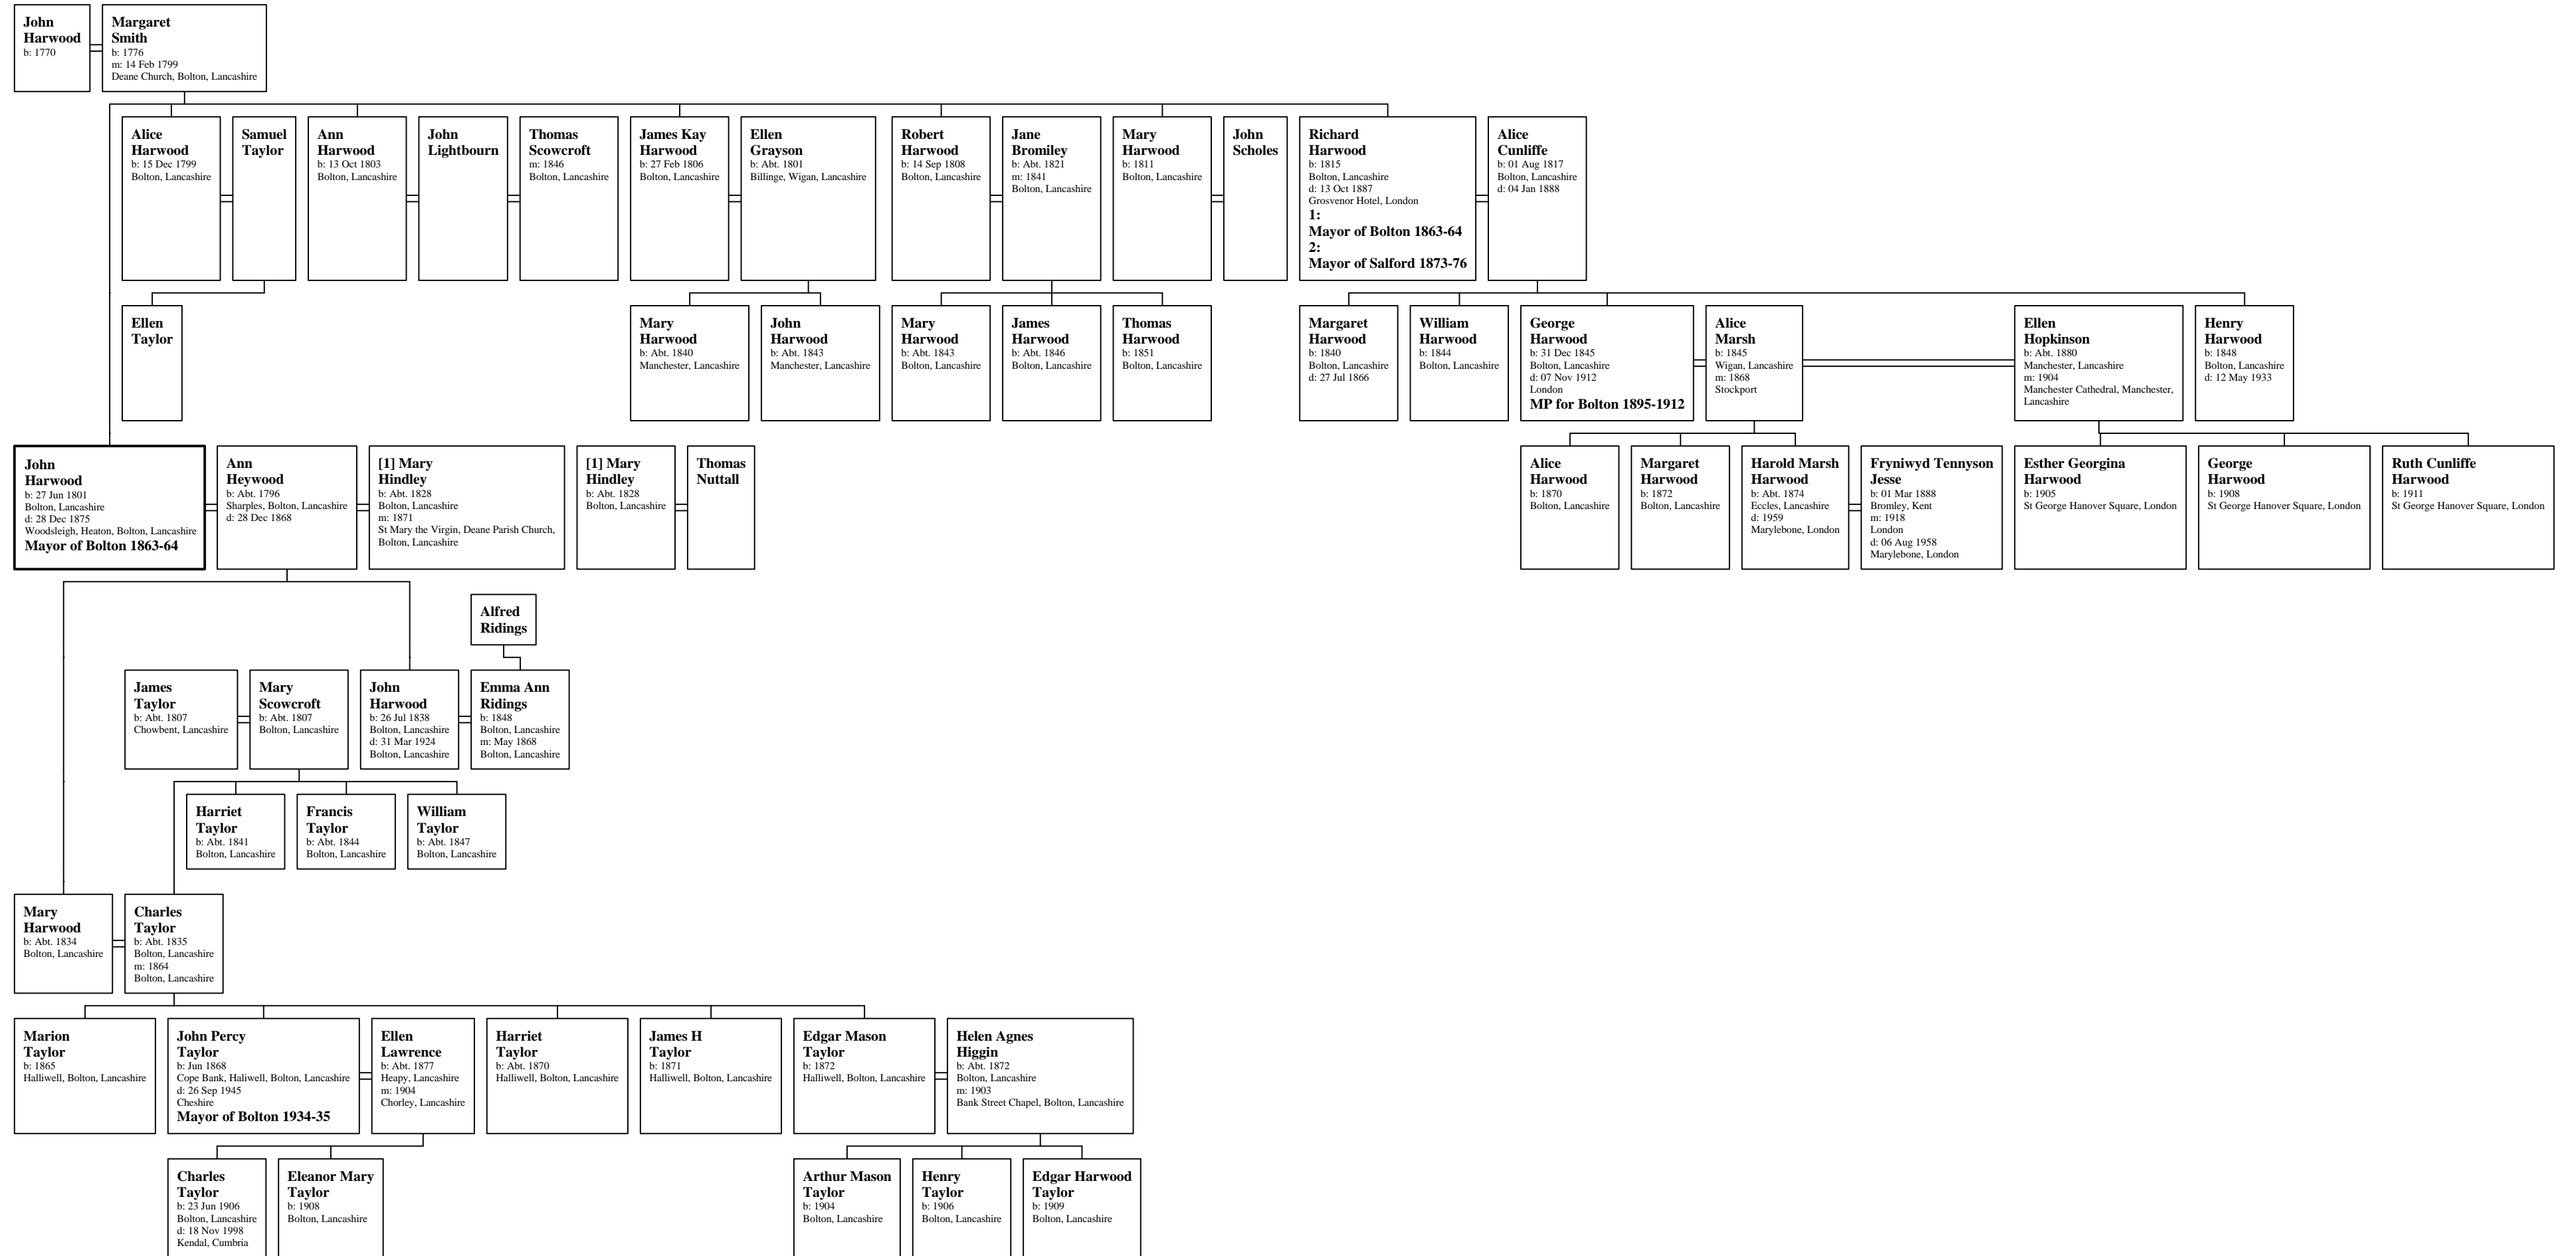 John
Harwood
b: 1770
Margaret
Smith
b: 1776
m: 14 Feb 1799
Deane Church, Bolton, Lancashire
Alice
Harwood
b: 15 Dec 1799
Bolton, Lancashire
Samuel
Taylor
Ann
Harwood
b: 13 Oct 1803
Bolton, Lancashire
John
Lightbourn
Thomas
Scowcroft
m: 1846
Bolton, Lancashire
James Kay
Harwood
b: 27 Feb 1806
Bolton, Lancashire
Ellen
Grayson
b: Abt. 1801
Billinge, Wigan, Lancashire
Robert
Harwood
b: 14 Sep 1808
Bolton, Lancashire
Jane
Bromiley
b: Abt. 1821
m: 1841
Bolton, Lancashire
Mary
Harwood
b: 1811
Bolton, Lancashire
John
Scholes
Richard
Harwood
b: 1815
Bolton, Lancashire
d: 13 Oct 1887
Grosvenor Hotel, London
1:
Mayor of Bolton 1863-64
2:
Mayor of Salford 1873-76
Alice
Cunliffe
b: 01 Aug 1817
Bolton, Lancashire
d: 04 Jan 1888
Ellen
Taylor
Mary
Harwood
b: Abt. 1840
Manchester, Lancashire
John
Harwood
b: Abt. 1843
Manchester, Lancashire
Mary
Harwood
b: Abt. 1843
Bolton, Lancashire
James
Harwood
b: Abt. 1846
Bolton, Lancashire
Thomas
Harwood
b: 1851
Bolton, Lancashire
Margaret
Harwood
b: 1840
Bolton, Lancashire
d: 27 Jul 1866
William
Harwood
b: 1844
Bolton, Lancashire
George
Harwood
b: 31 Dec 1845
Bolton, Lancashire
d: 07 Nov 1912
London
MP for Bolton 1895-1912
Alice
Marsh
b: 1845
Wigan, Lancashire
m: 1868
Stockport
Ellen
Hopkinson
b: Abt. 1880
Manchester, Lancashire
m: 1904
Manchester Cathedral, Manchester,
Lancashire
Henry
Harwood
b: 1848
Bolton, Lancashire
d: 12 May 1933
John
Harwood
b: 27 Jun 1801
Bolton, Lancashire
d: 28 Dec 1875
Woodsleigh, Heaton, Bolton, Lancashire
Mayor of Bolton 1863-64
Ann
Heywood
b: Abt. 1796
Sharples, Bolton, Lancashire
d: 28 Dec 1868
[1] Mary
Hindley
b: Abt. 1828
Bolton, Lancashire
m: 1871
St Mary the Virgin, Deane Parish Church,
Bolton, Lancashire
[1] Mary
Hindley
b: Abt. 1828
Bolton, Lancashire
Thomas
Nuttall
Alice
Harwood
b: 1870
Bolton, Lancashire
Margaret
Harwood
b: 1872
Bolton, Lancashire
Harold Marsh
Harwood
b: Abt. 1874
Eccles, Lancashire
d: 1959
Marylebone, London
Fryniwyd Tennyson
Jesse
b: 01 Mar 1888
Bromley, Kent
m: 1918
London
d: 06 Aug 1958
Marylebone, London
Esther Georgina
Harwood
b: 1905
St George Hanover Square, London
George
Harwood
b: 1908
St George Hanover Square, London
Ruth Cunliffe
Harwood
b: 1911
St George Hanover Square, London
Alfred
Ridings
James
Taylor
b: Abt. 1807
Chowbent, Lancashire
Mary
Scowcroft
b: Abt. 1807
Bolton, Lancashire
John
Harwood
b: 26 Jul 1838
Bolton, Lancashire
d: 31 Mar 1924
Bolton, Lancashire
Emma Ann
Ridings
b: 1848
Bolton, Lancashire
m: May 1868
Bolton, Lancashire
Harriet
Taylor
b: Abt. 1841
Bolton, Lancashire
Francis
Taylor
b: Abt. 1844
Bolton, Lancashire
William
Taylor
b: Abt. 1847
Bolton, Lancashire
Mary
Harwood
b: Abt. 1834
Bolton, Lancashire
Charles
Taylor
b: Abt. 1835
Bolton, Lancashire
m: 1864
Bolton, Lancashire
Marion
Taylor
b: 1865
Halliwell, Bolton, Lancashire
John Percy
Taylor
b: Jun 1868
Cope Bank, Haliwell, Bolton, Lancashire
d: 26 Sep 1945
Cheshire
Mayor of Bolton 1934-35
Ellen
Lawrence
b: Abt. 1877
Heapy, Lancashire
m: 1904
Chorley, Lancashire
Harriet
Taylor
b: Abt. 1870
Halliwell, Bolton, Lancashire
James H
Taylor
b: 1871
Halliwell, Bolton, Lancashire
Edgar Mason
Taylor
b: 1872
Halliwell, Bolton, Lancashire
Helen Agnes
Higgin
b: Abt. 1872
Bolton, Lancashire
m: 1903
Bank Street Chapel, Bolton, Lancashire
Charles
Taylor
b: 23 Jun 1906
Bolton, Lancashire
d: 18 Nov 1998
Kendal, Cumbria
Eleanor Mary
Taylor
b: 1908
Bolton, Lancashire
Arthur Mason
Taylor
b: 1904
Bolton, Lancashire
Henry
Taylor
b: 1906
Bolton, Lancashire
Edgar Harwood
Taylor
b: 1909
Bolton, Lancashire